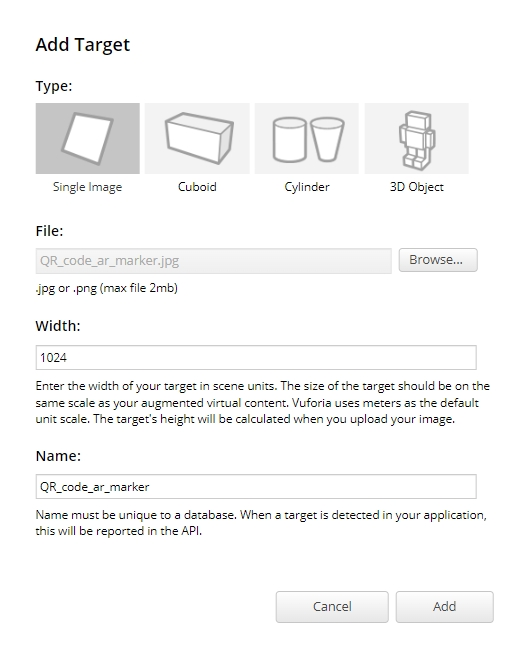 Add Target
Type:
Single Image
Cuboid
Cylinder
3D Object
File:
QR_code_ar_marker.jpg
Browse...
.jpg or .png (max file 2mb)
Width:
1024
Enter the width of your target in scene units. The size of the target should be on the
same scale as your augmented virtual content. Vuforia uses meters as the default
unit scale. The target's height will be calculated when you upload your image.
Name:
QR_code_ar_marker
Name must be unique to a database. When a target is detected in your application,
this will be reported in the API.
Cancel
Add